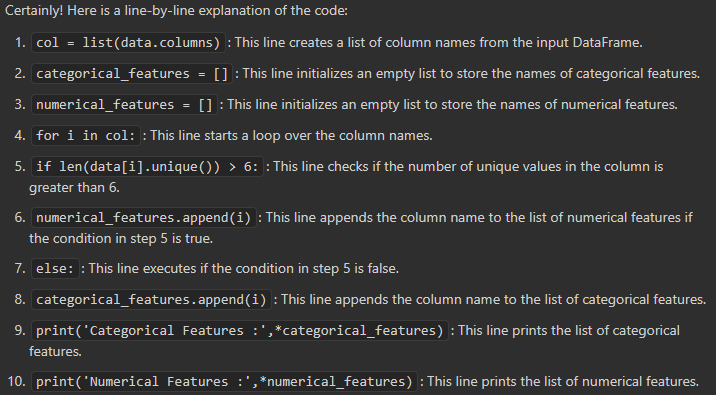 Certainly! Here is a line-by-line explanation of the code:
1. col = list(data.columns) : This line creates a list of column names from the input DataFrame.
2. categorical_features = [] : This line initializes an empty list to store the names of categorical features.
3. numerical_features = [] : This line initializes an empty list to store the names of numerical features.
4. for i in col: : This line starts a loop over the column names.
5. if len(data[i].unique()) > 6: : This line checks if the number of unique values in the column is
greater than 6.
6. numerical_features.append(i) : This line appends the column name to the list of numerical features if
the condition in step 5 is true.
7. else: : This line executes if the condition in step 5 is false.
8. categorical_features.append(i) : This line appends the column name to the list of categorical features.
9. print('Categorical Features :',*categorical_features) : This line prints the list of categorical
features.
10. print('Numerical Features :',*numerical_features) : This line prints the list of numerical features.